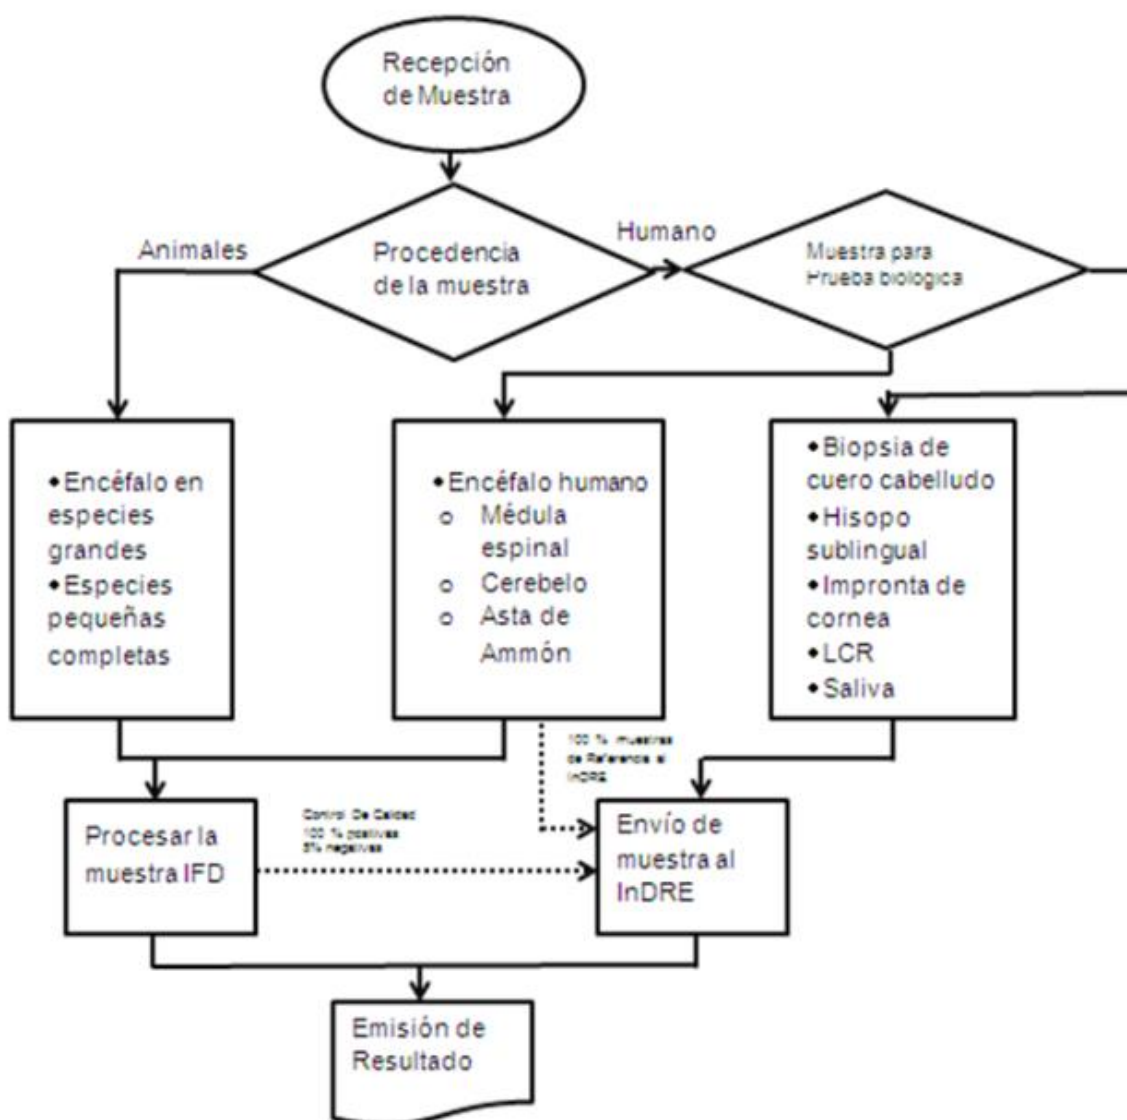 Recepción
de Muestra
Animales
Procedencia
de la muestra
Humano
Muestra para
Prueba biologica
◆Encéfalo en
especies
grandes
◆Especies
pequeñas
completas
◆Encéfalo humano
o Médula
espinal
o Cerebelo
o Asta de
Ammón
◆Biopsia de
cuero cabelludo
◆Hisopo
sublingual
◆Impronta de
cornea
◆LCR
◆Saliva
100 % muestras
de Referencia al
InDRE
Procesar la
muestra IFD
Control De Calidad
100 % positivas
5% negativas
Envío de
muestra al
InDRE
Emisión de
Resultado